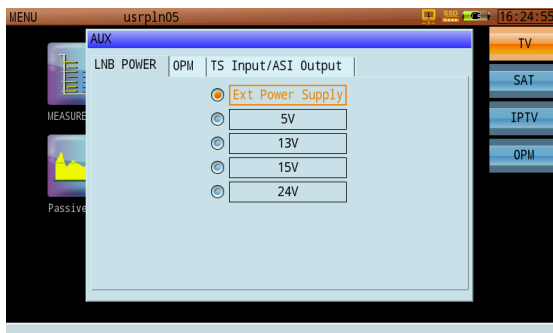 MENU usrpln05 SSD 16:24:55
AUX
TV
LNB POWER OPM TS Input/ASI Output
SAT
Ext Power Supply
MEASURE
5V
IPTV
13V
15V
OPM
24V
Passive